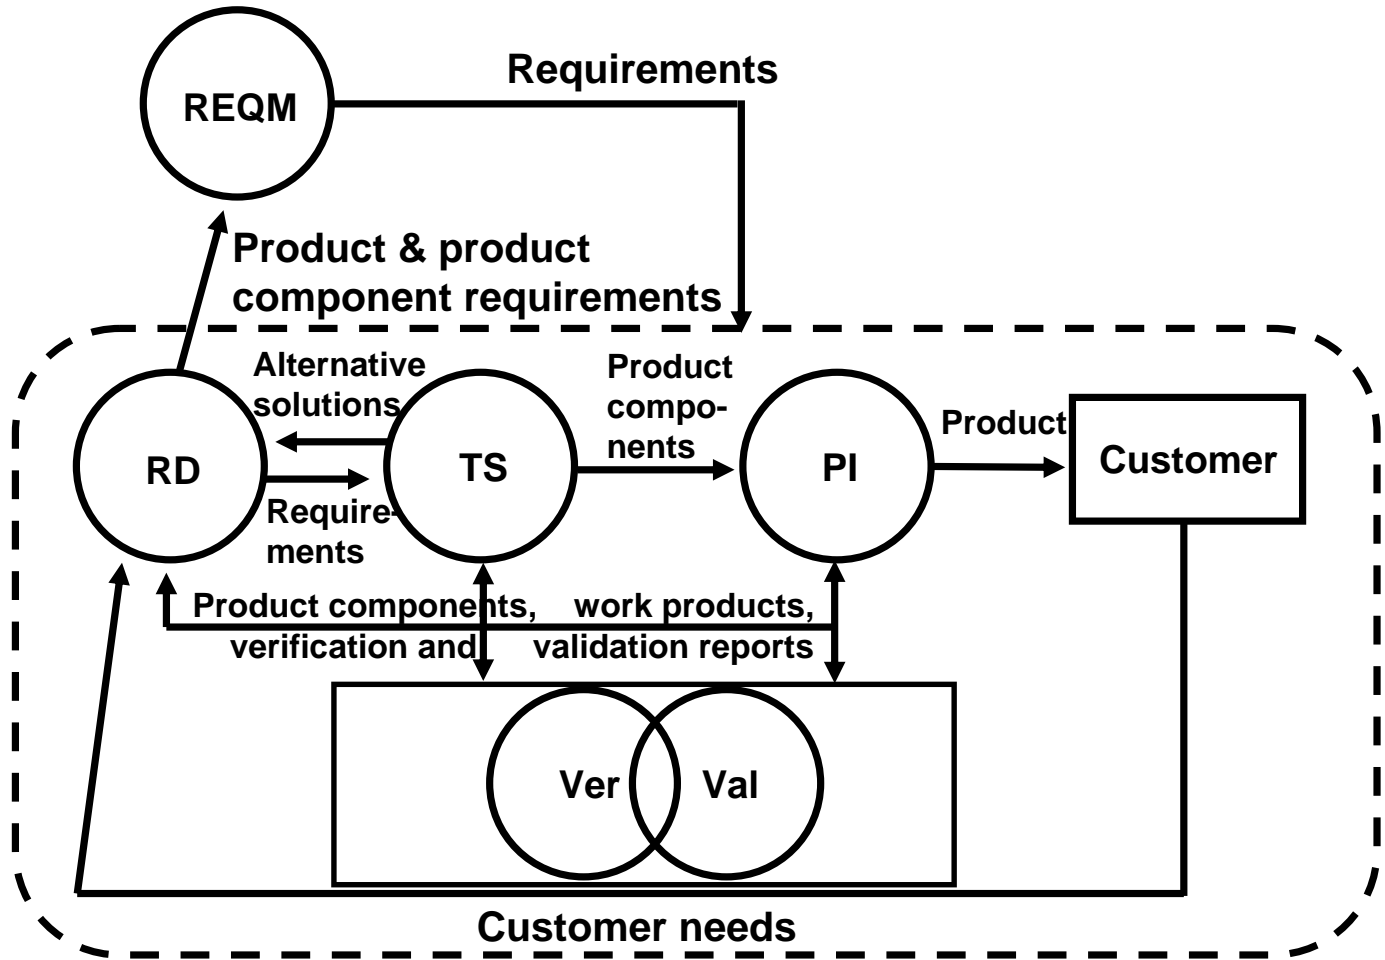 Requirements
REQM
Product & product
component requirements
Alternative
solutions
Product
compo-
nents
Product
RD
TS
PI
Customer
Require-
ments
Product components, work products,
verification and validation reports
Ver
Val
Customer needs